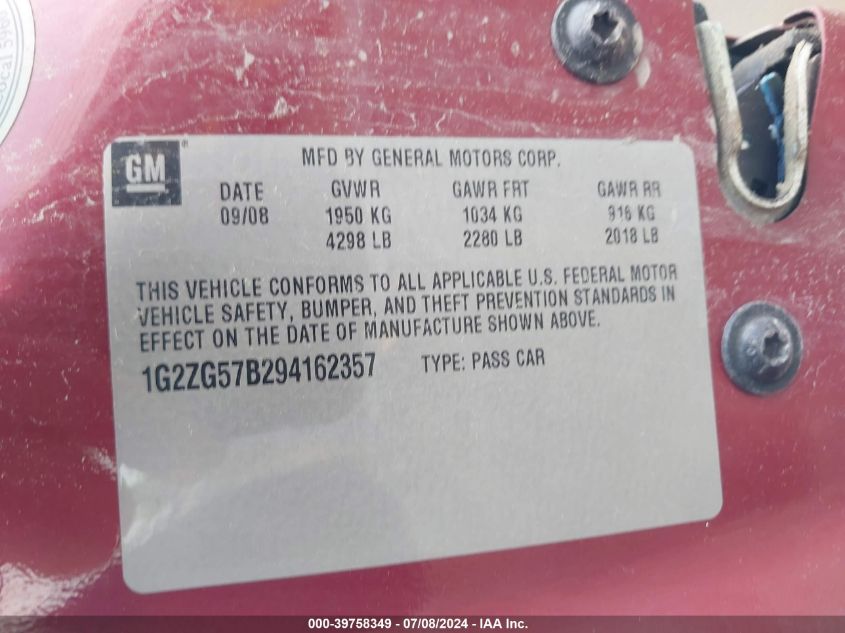 ocal 5960
GM ®
MFD BY GENERAL MOTORS CORP.
DATE GVWR GAWR FRT GAWR RR
09/08 1950 KG 1034 KG 916 KG
4298 LB 2280 LB 2018 LB
THIS VEHICLE CONFORMS TO ALL APPLICABLE U.S. FEDERAL MOTOR
VEHICLE SAFETY, BUMPER, AND THEFT PREVENTION STANDARDS IN
EFFECT ON THE DATE OF MANUFACTURE SHOWN ABOVE.
1G2ZG57B294162357 TYPE: PASS CAR
000-39758349 - 07/08/2024 - IAA Inc.